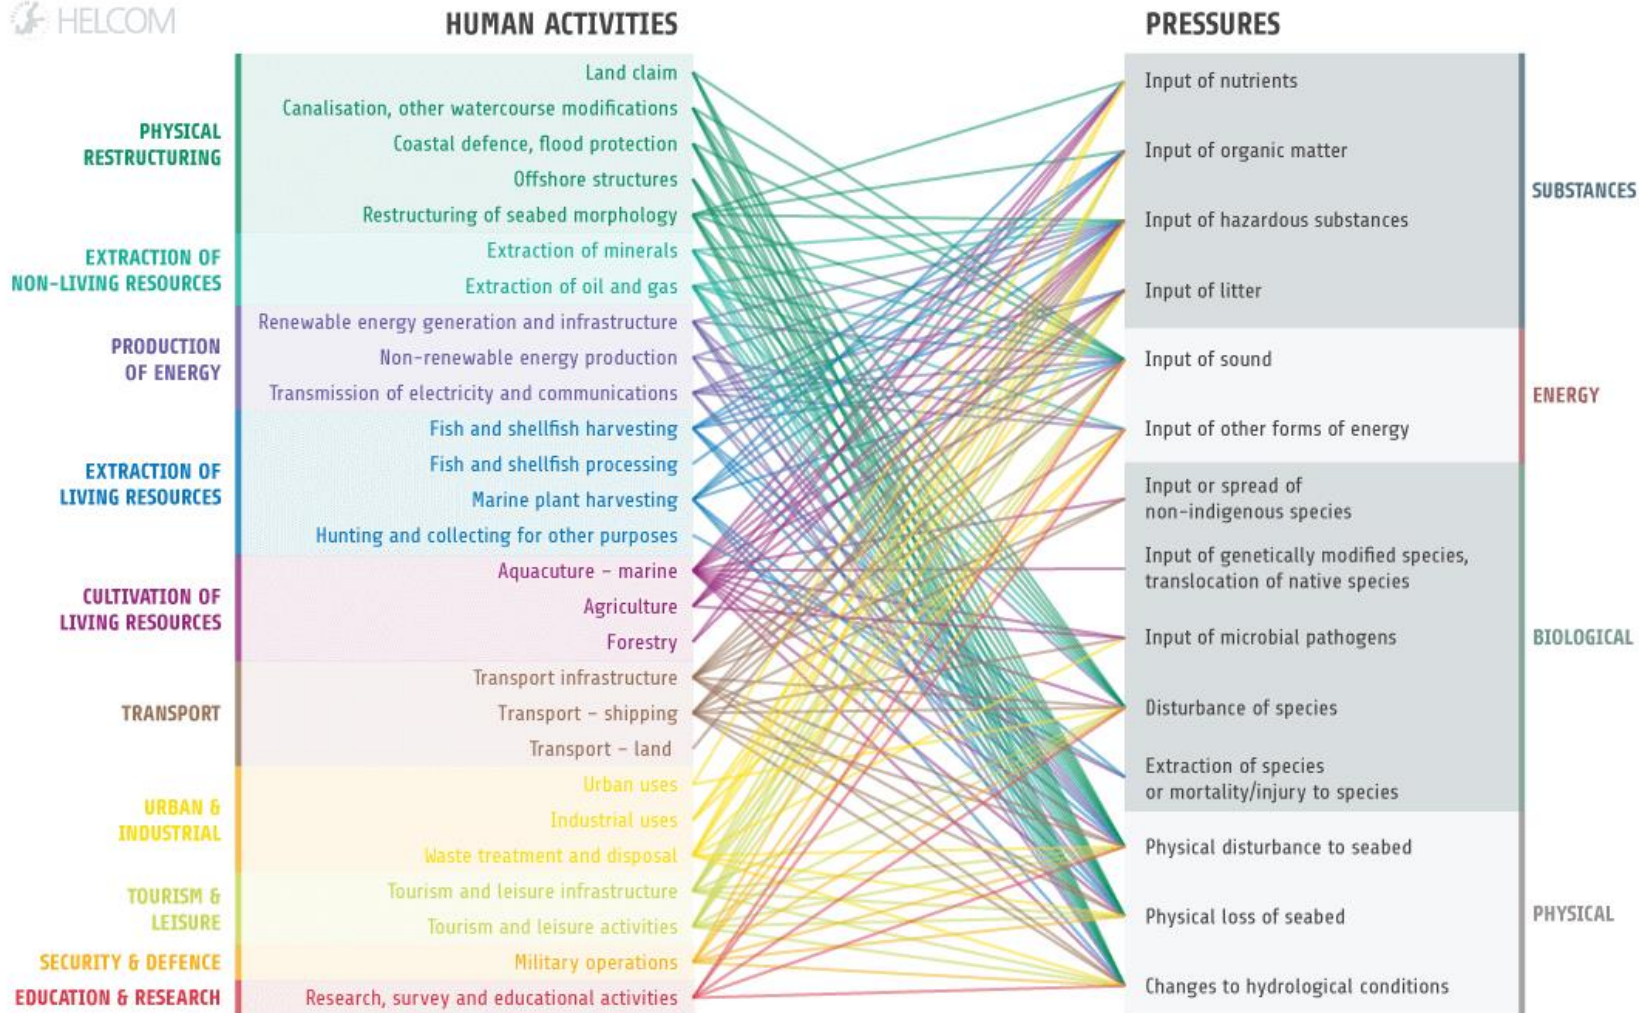 HELCOM
HUMAN ACTIVITIES
PHYSICAL
RESTRUCTURING
Land claim
Canalisation, other watercourse modifications
Coastal defence, flood protection
Offshore structures
Restructuring of seabed morphology
EXTRACTION OF
NON-LIVING RESOURCES
Extraction of minerals
Extraction of oil and gas
PRODUCTION
OF ENERGY
Renewable energy generation and infrastructure
Non-renewable energy production
Transmission of electricity and communications
EXTRACTION OF
LIVING RESOURCES
Fish and shellfish harvesting
Fish and shellfish processing
Marine plant harvesting
Hunting and collecting for other purposes
CULTIVATION OF
LIVING RESOURCES
Aquacuture – marine
Agriculture
Forestry
TRANSPORT
Transport infrastructure
Transport – shipping
Transport – land
URBAN &
INDUSTRIAL
Urban uses
Industrial uses
Waste treatment and disposal
TOURISM &
LEISURE
Tourism and leisure infrastructure
Tourism and leisure activities
SECURITY & DEFENCE
Military operations
EDUCATION & RESEARCH
Research, survey and educational activities
PRESSURES
Input of nutrients
Input of organic matter
Input of hazardous substances
Input of litter
SUBSTANCES
Input of sound
Input of other forms of energy
ENERGY
Input or spread of
non-indigenous species
Input of genetically modified species,
translocation of native species
Input of microbial pathogens
Disturbance of species
Extraction of species
or mortality/injury to species
BIOLOGICAL
Physical disturbance to seabed
Physical loss of seabed
Changes to hydrological conditions
PHYSICAL